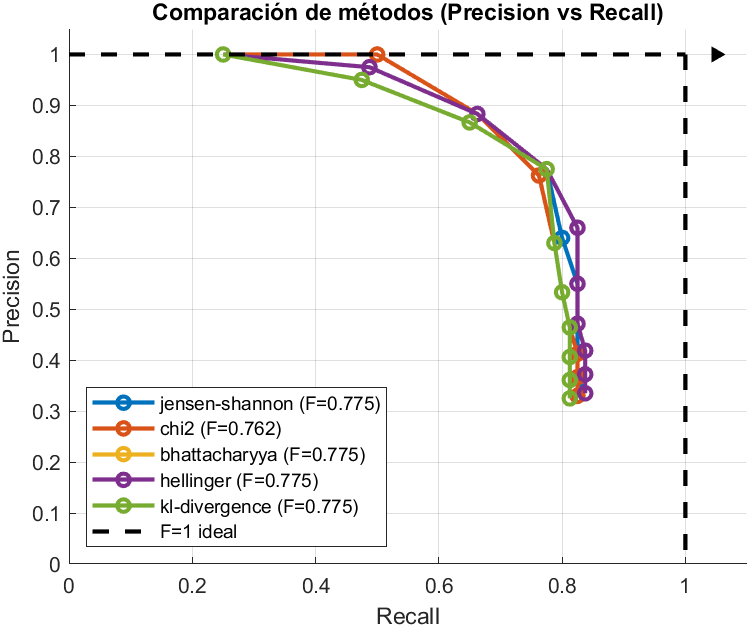 Comparación de métodos (Precision vs Recall)
1
0.9
0.8
0.7
0.6
0.5
0.4
0.3
0.2
0.1
0
Precision
jensen-shannon (F=0.775)
chi2 (F=0.762)
bhattacharyya (F=0.775)
hellinger (F=0.775)
kl-divergence (F=0.775)
F=1 ideal
0 0.2 0.4 0.6 0.8 1
Recall